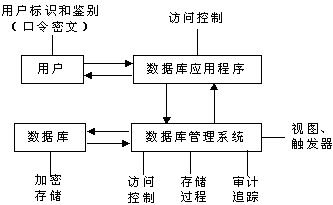 用户标识和鉴别
（口令密文）
访问控制
用户
数据库应用程序
数据库
数据库管理系统
视图、
触发器
加密
存储
访问
控制
存储
过程
审计
追踪